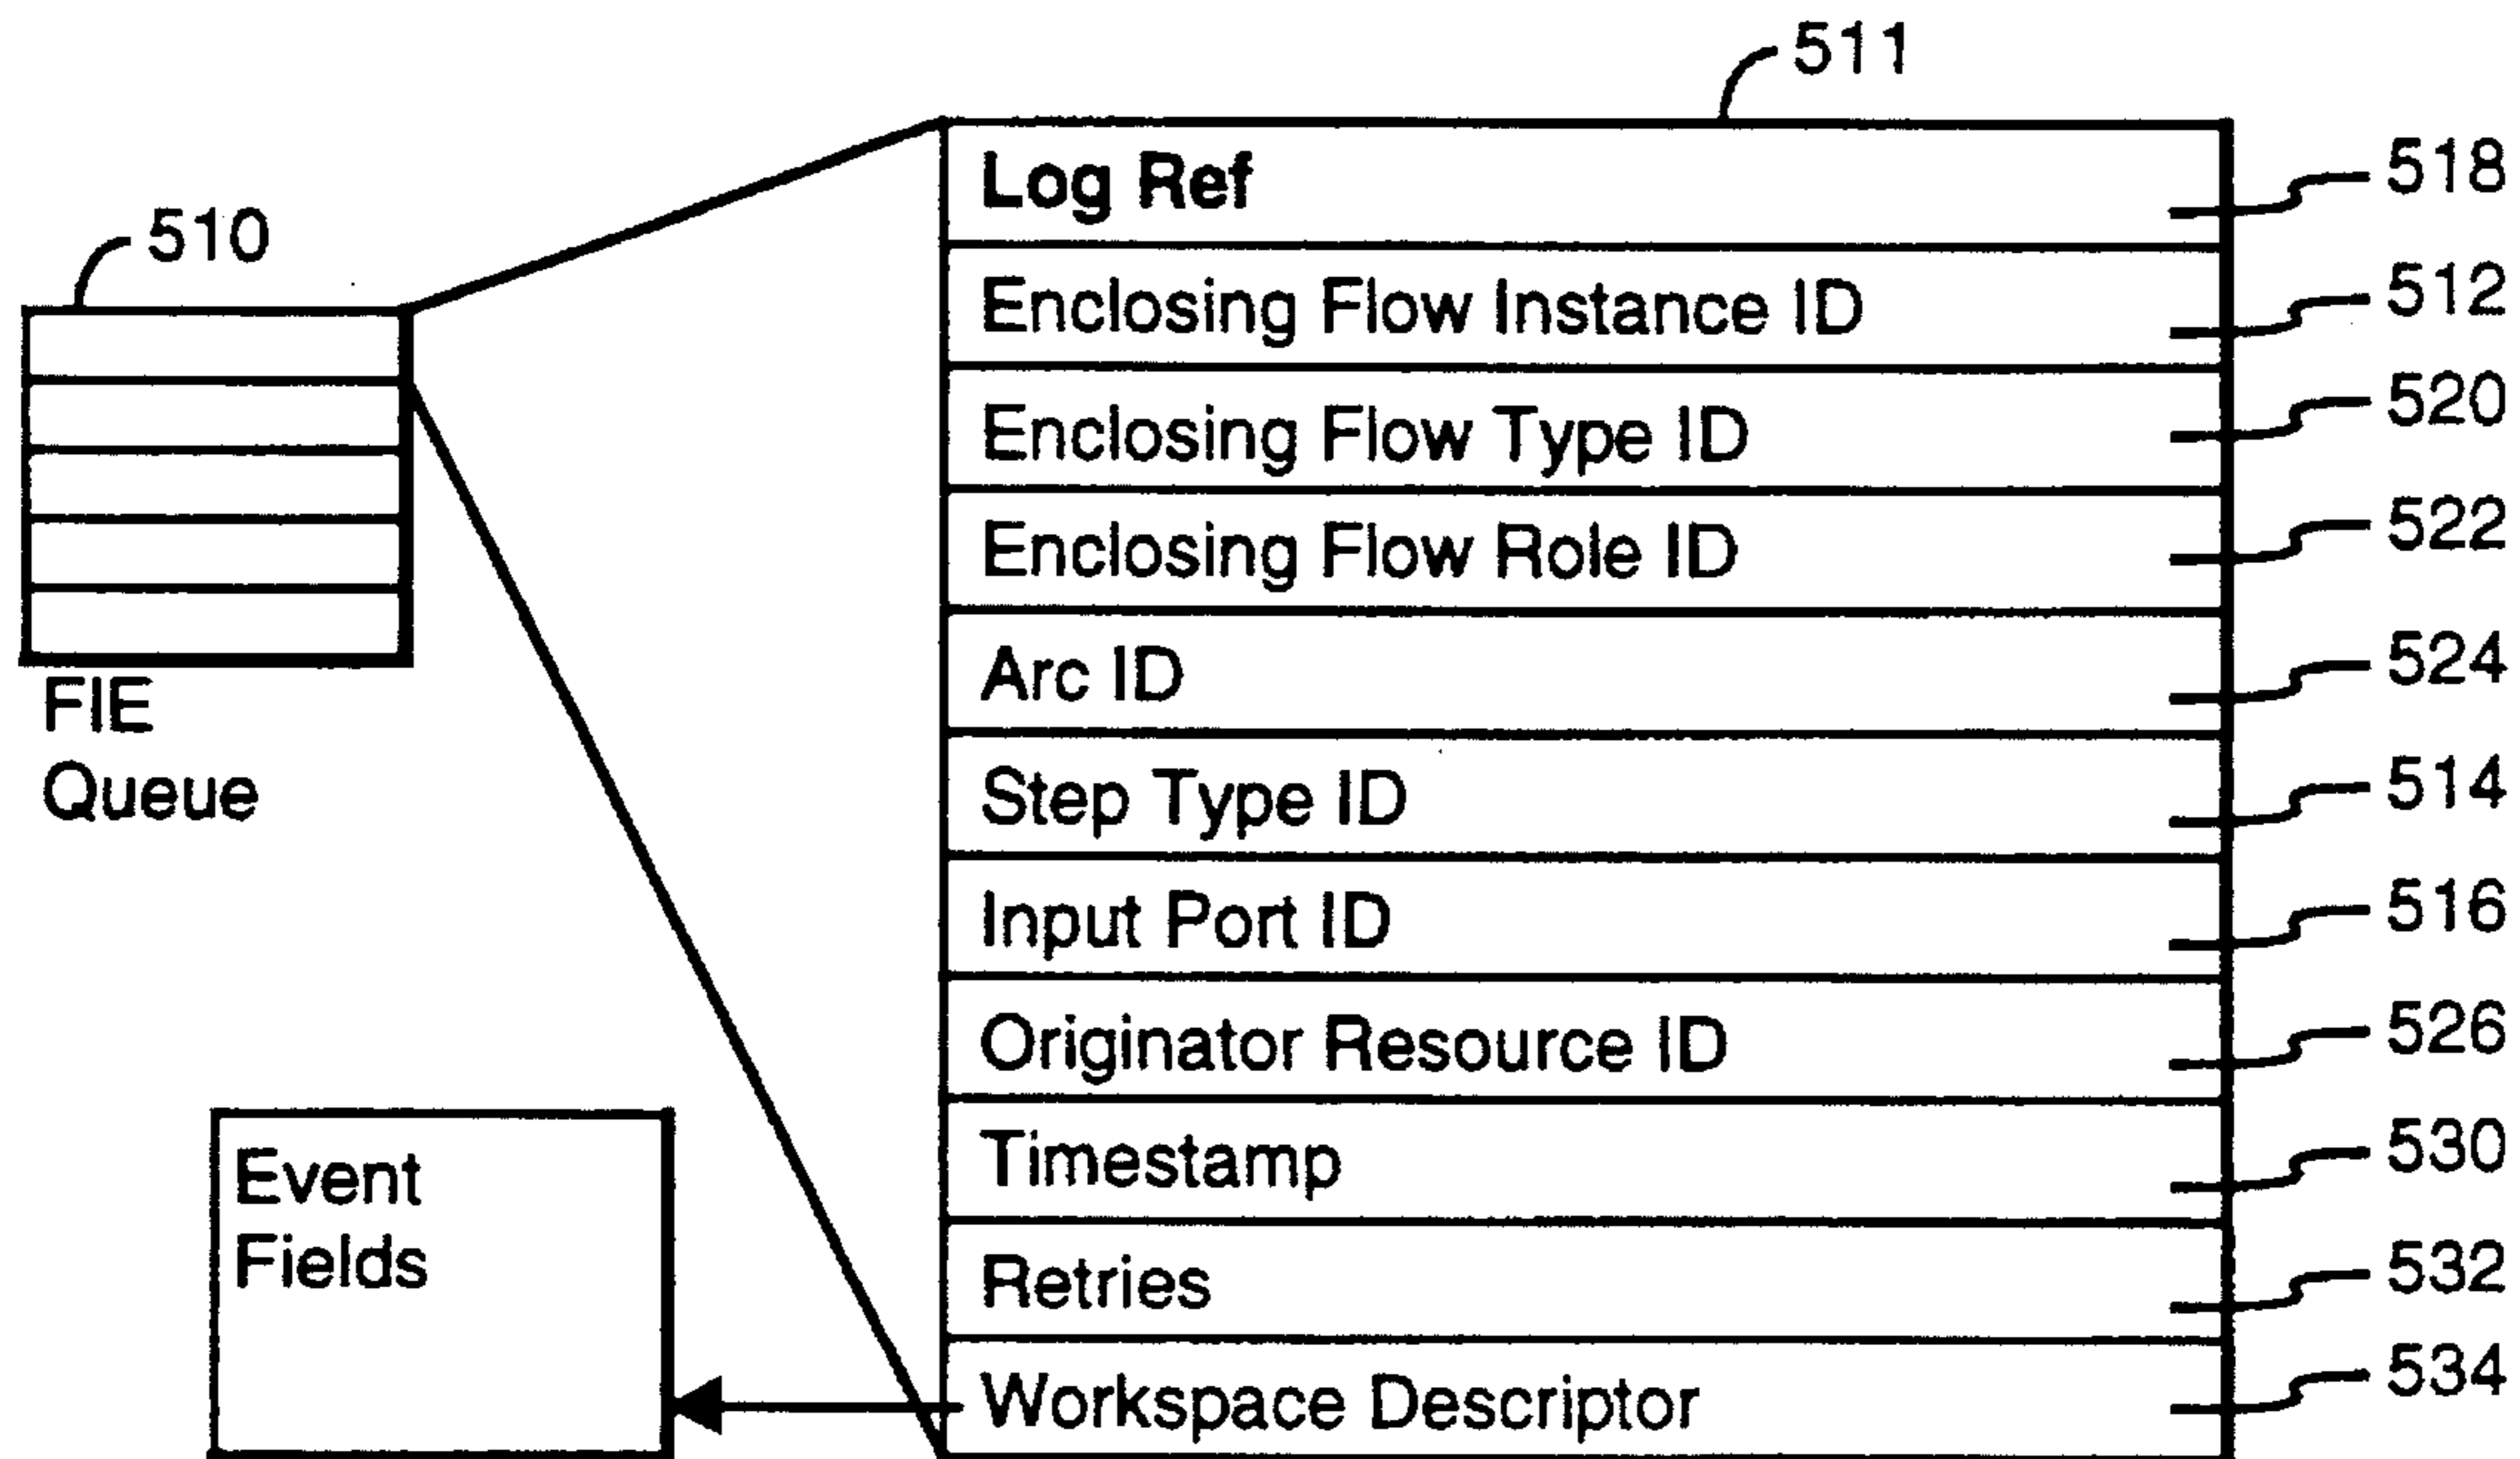 511
Log Ref 518
510
Enclosing Flow Instance ID 512
Enclosing Flow Type ID 520
Enclosing Flow Role ID 522
Arc ID 524
FIE
Queue
Step Type ID 514
Input Port ID 516
Originator Resource ID 526
Timestamp 530
Event
Fields
Retries 532
Workspace Descriptor 534